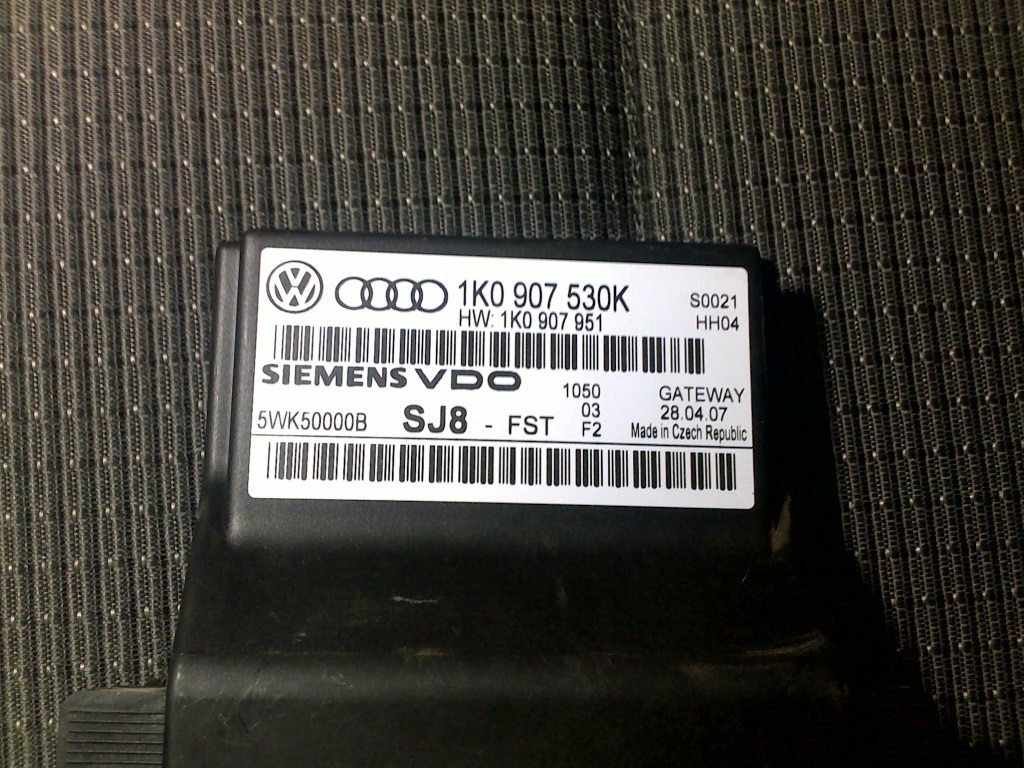 1K0 907 530K
S0021
HW: 1K0 907 951
HH04
SIEMENS VDO
1050
GATEWAY
03
28.04.07
5WK50000B SJ8 - FST
F2
Made in Czech Republic